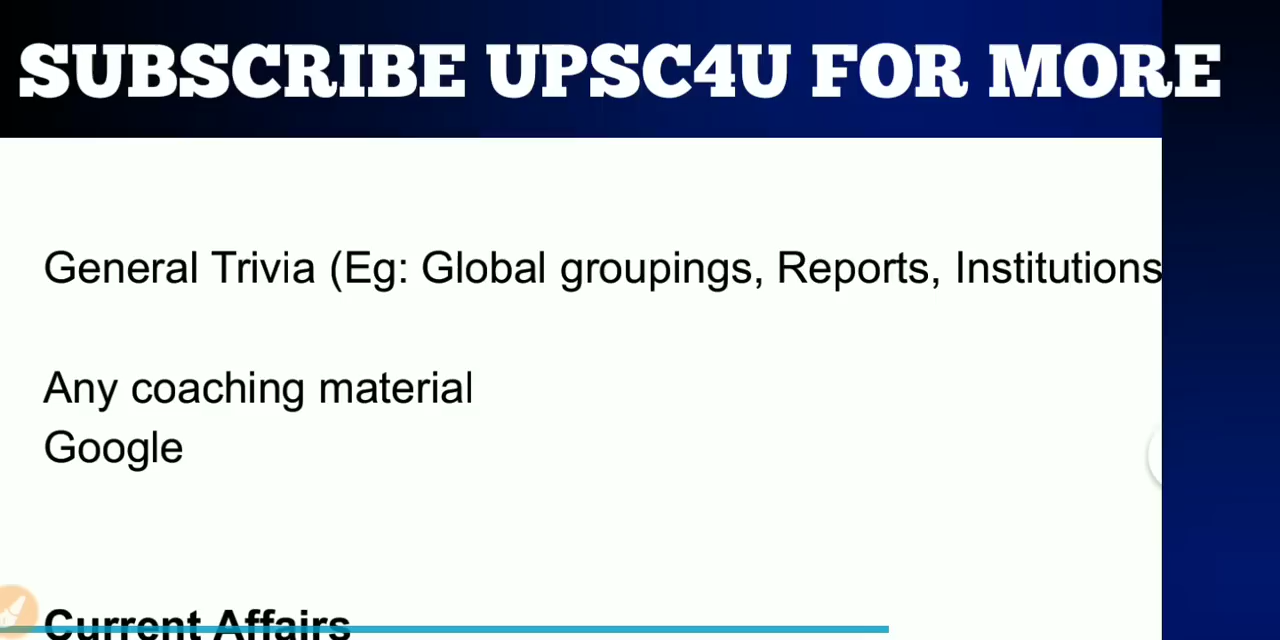 SUBSCRIBE UPSC4U FOR MORE
General Trivia (Eg: Global groupings, Reports, Institutions
Any coaching material
Google
Current Affairs